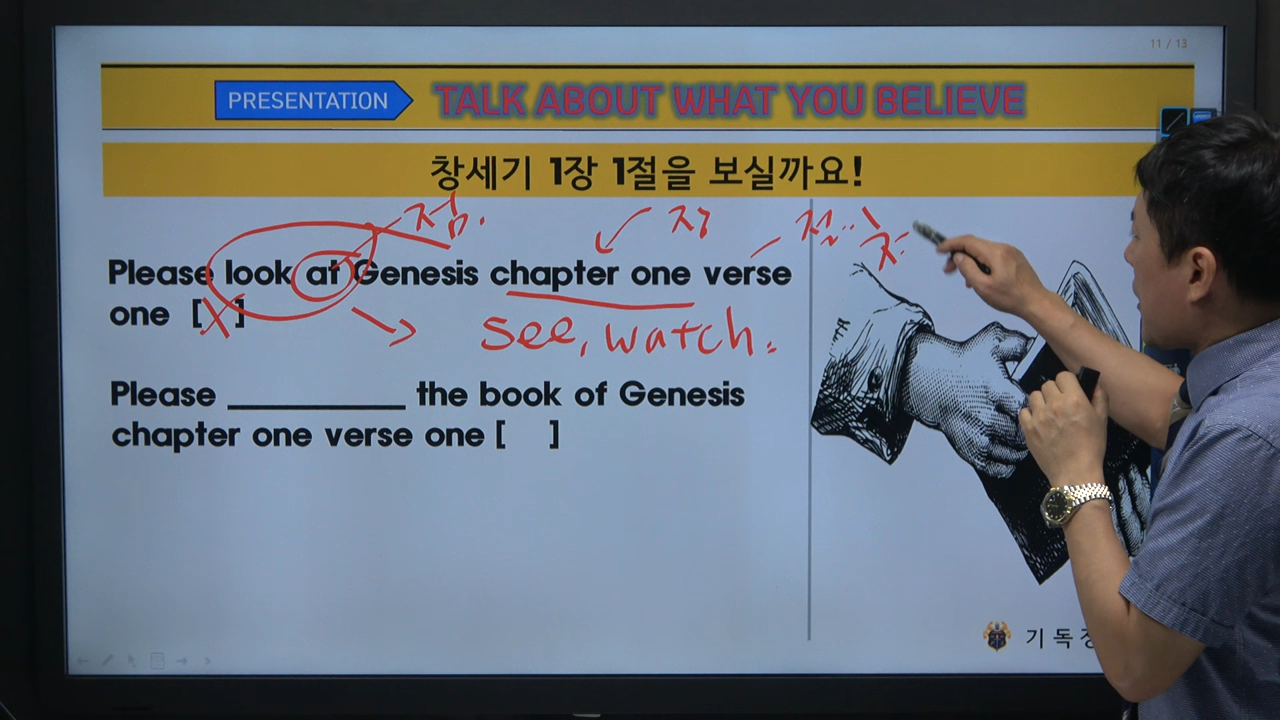 11 / 13
PRESENTATION
TALK ABOUT WHAT YOU BELIEVE
창세기 1장 1절을 보실까요!
점.
장
절..
Please look at Genesis chapter one verse
one [X]
see, watch.
Please __________ the book of Genesis
chapter one verse one [ ]
기독